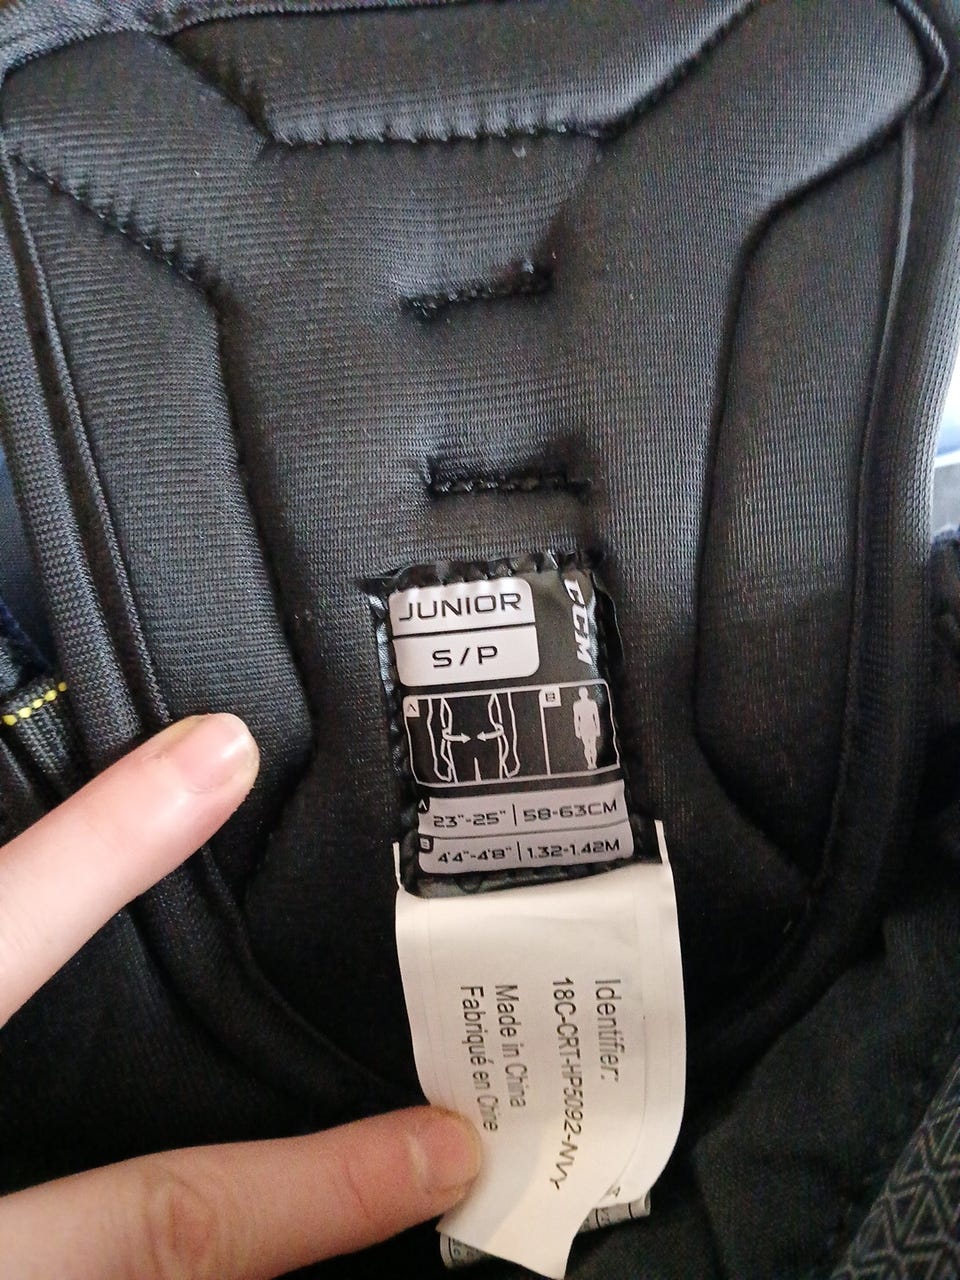 JUNIOR
S/P
CCM
A
B
A 23"-25" | 58-63CM
B 4'4"-4'8" | 1.32-1.42M
Identifier:
18C-CRT-HP5092-NVY
Made in China
Fabriqué en Chine